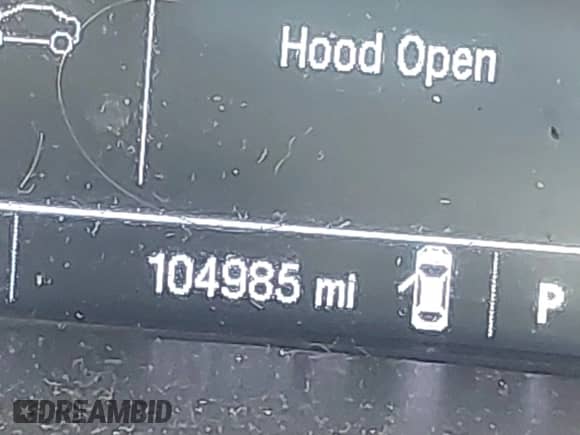 Hood Open
104985 mi
P
DREAMBID